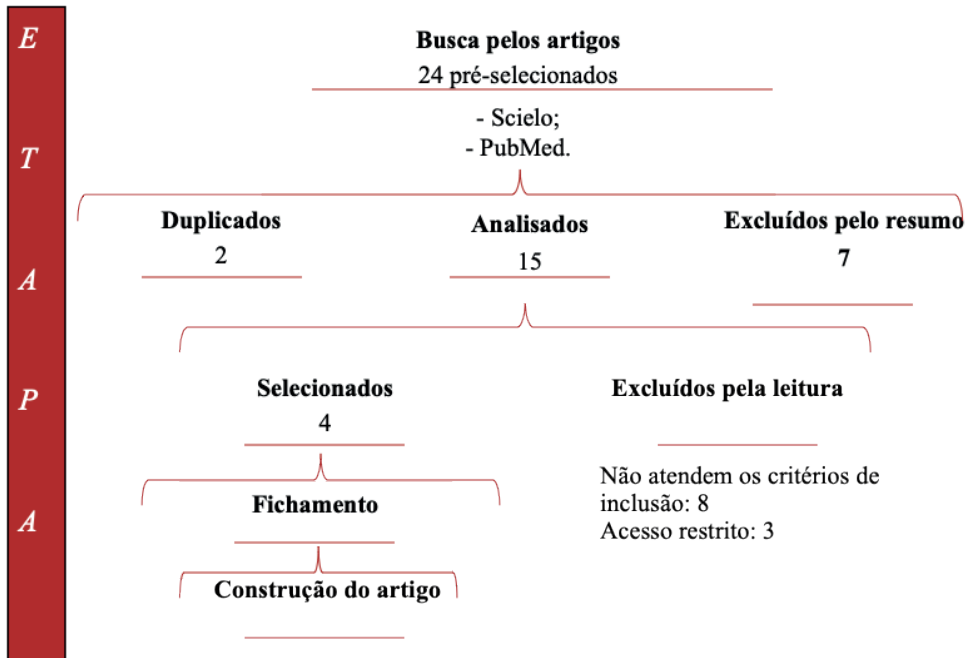 E
T
A
P
A
Busca pelos artigos
24 pré-selecionados
- Scielo;
- PubMed.
Duplicados
2
Analisados
15
Excluídos pelo resumo
7
Selecionados
4
Excluídos pela leitura
Não atendem os critérios de
inclusão: 8
Acesso restrito: 3
Fichamento
Construção do artigo